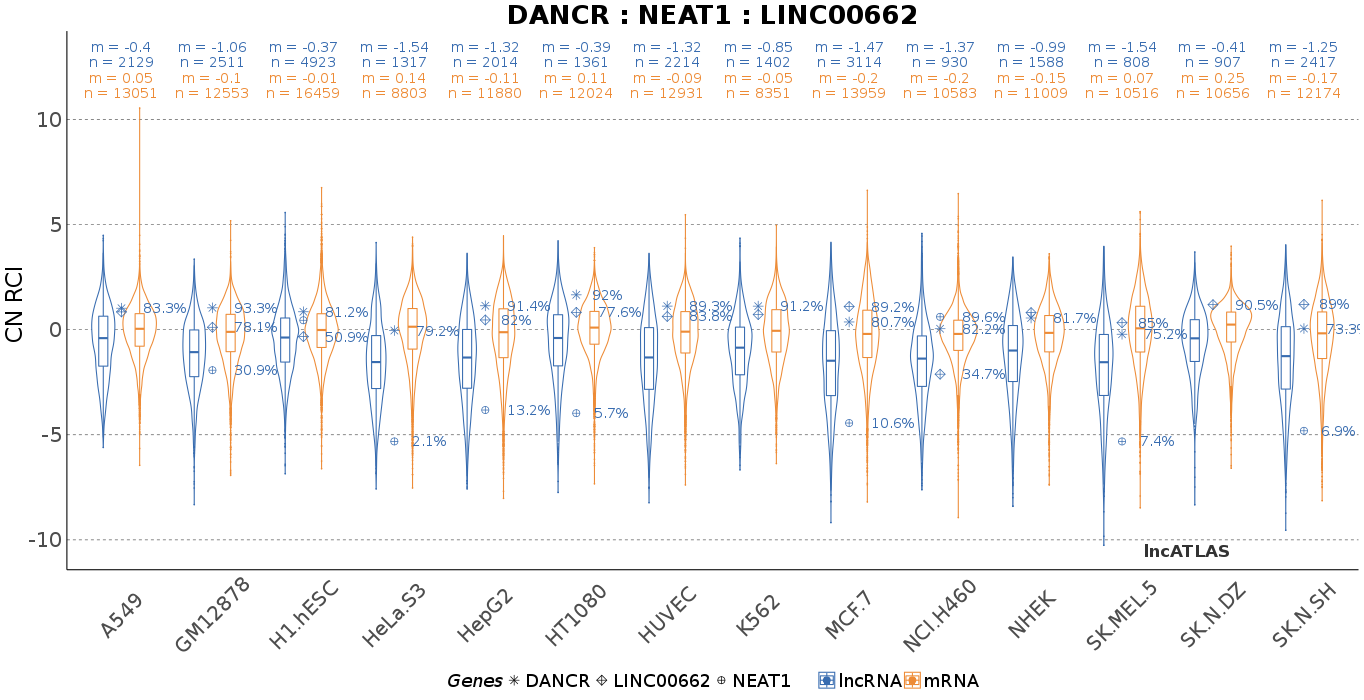 DANCR : NEAT1 : LINC00662
m = -0.4 m = -1.06 m = -0.37 m = -1.54 m = -1.32 m = -0.39 m = -1.32 m = -0.85 m = -1.47 m = -1.37 m = -0.99 m = -1.54 m = -0.41 m = -1.25
n = 2129 n = 2511 n = 4923 n = 1317 n = 2014 n = 1361 n = 2214 n = 1402 n = 3114 n = 930 n = 1588 n = 808 n = 907 n = 2417
m = 0.05 m = -0.1 m = -0.01 m = 0.14 m = -0.11 m = 0.11 m = -0.09 m = -0.05 m = -0.2 m = -0.2 m = -0.15 m = 0.07 m = 0.25 m = -0.17
n = 13051 n = 12553 n = 16459 n = 8803 n = 11880 n = 12024 n = 12931 n = 8351 n = 13959 n = 10583 n = 11009 n = 10516 n = 10656 n = 12174
CN RCI
10
5
0
-5
-10
83.3%
93.3%
78.1%
30.9%
81.2%
50.9%
79.2%
2.1%
91.4%
82%
13.2%
92%
77.6%
5.7%
89.3%
83.8%
91.2%
89.2%
80.7%
10.6%
89.6%
82.2%
34.7%
81.7%
85%
75.2%
7.4%
90.5%
89%
73.3%
6.9%
lncATLAS
A549
GM12878
H1.hESC
HeLa.S3
HepG2
HT1080
HUVEC
K562
MCF.7
NCI.H460
NHEK
SK.MEL.5
SK.N.DZ
SK.N.SH
Genes DANCR LINC00662 NEAT1 lncRNA mRNA